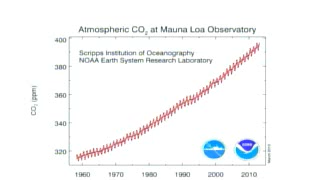 Atmospheric CO2 at Mauna Loa Observatory
Scripps Institution of Oceanography
NOAA Earth System Research Laboratory
CO2 (ppm)
400
380
360
340
320
1960
1970
1980
1990
2000
2010